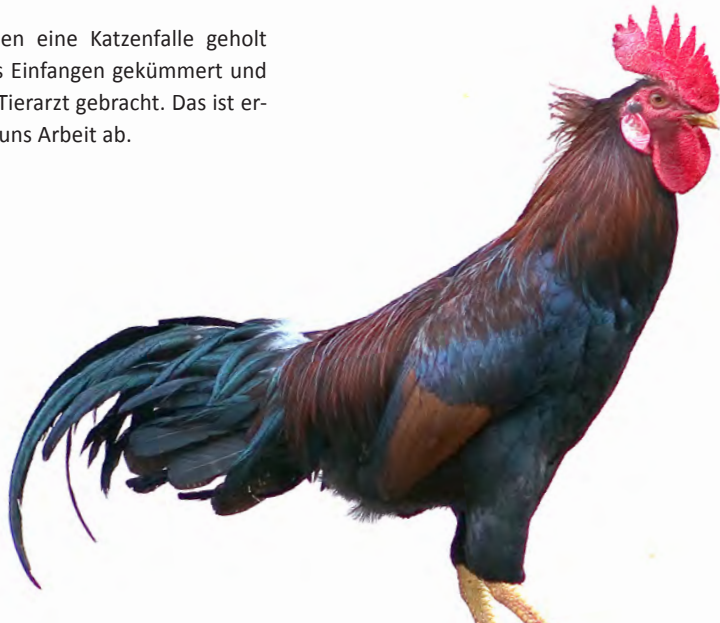 en eine Katzenfalle geholt
s Einfangen gekümmert und
Tierarzt gebracht. Das ist er-
uns Arbeit ab.